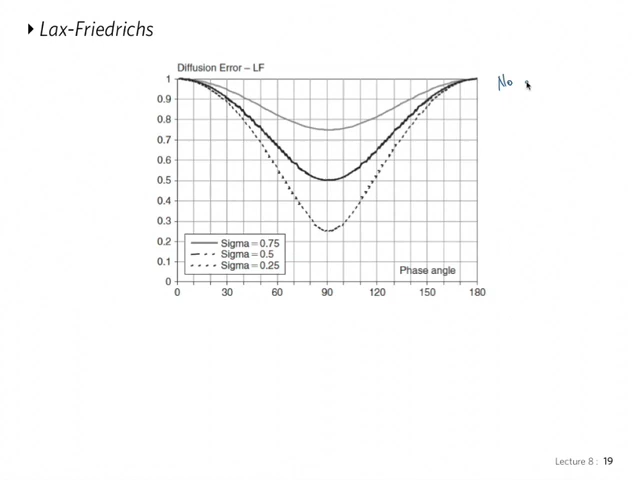 Lax-Friedrichs
Diffusion Error – LF
No
1
0.9
0.8
0.7
0.6
0.5
0.4
0.3
0.2
0.1
0
Sigma = 0.75
Sigma = 0.5
Sigma = 0.25
Phase angle
0 30 60 90 120 150 180
Lecture 8 : 19